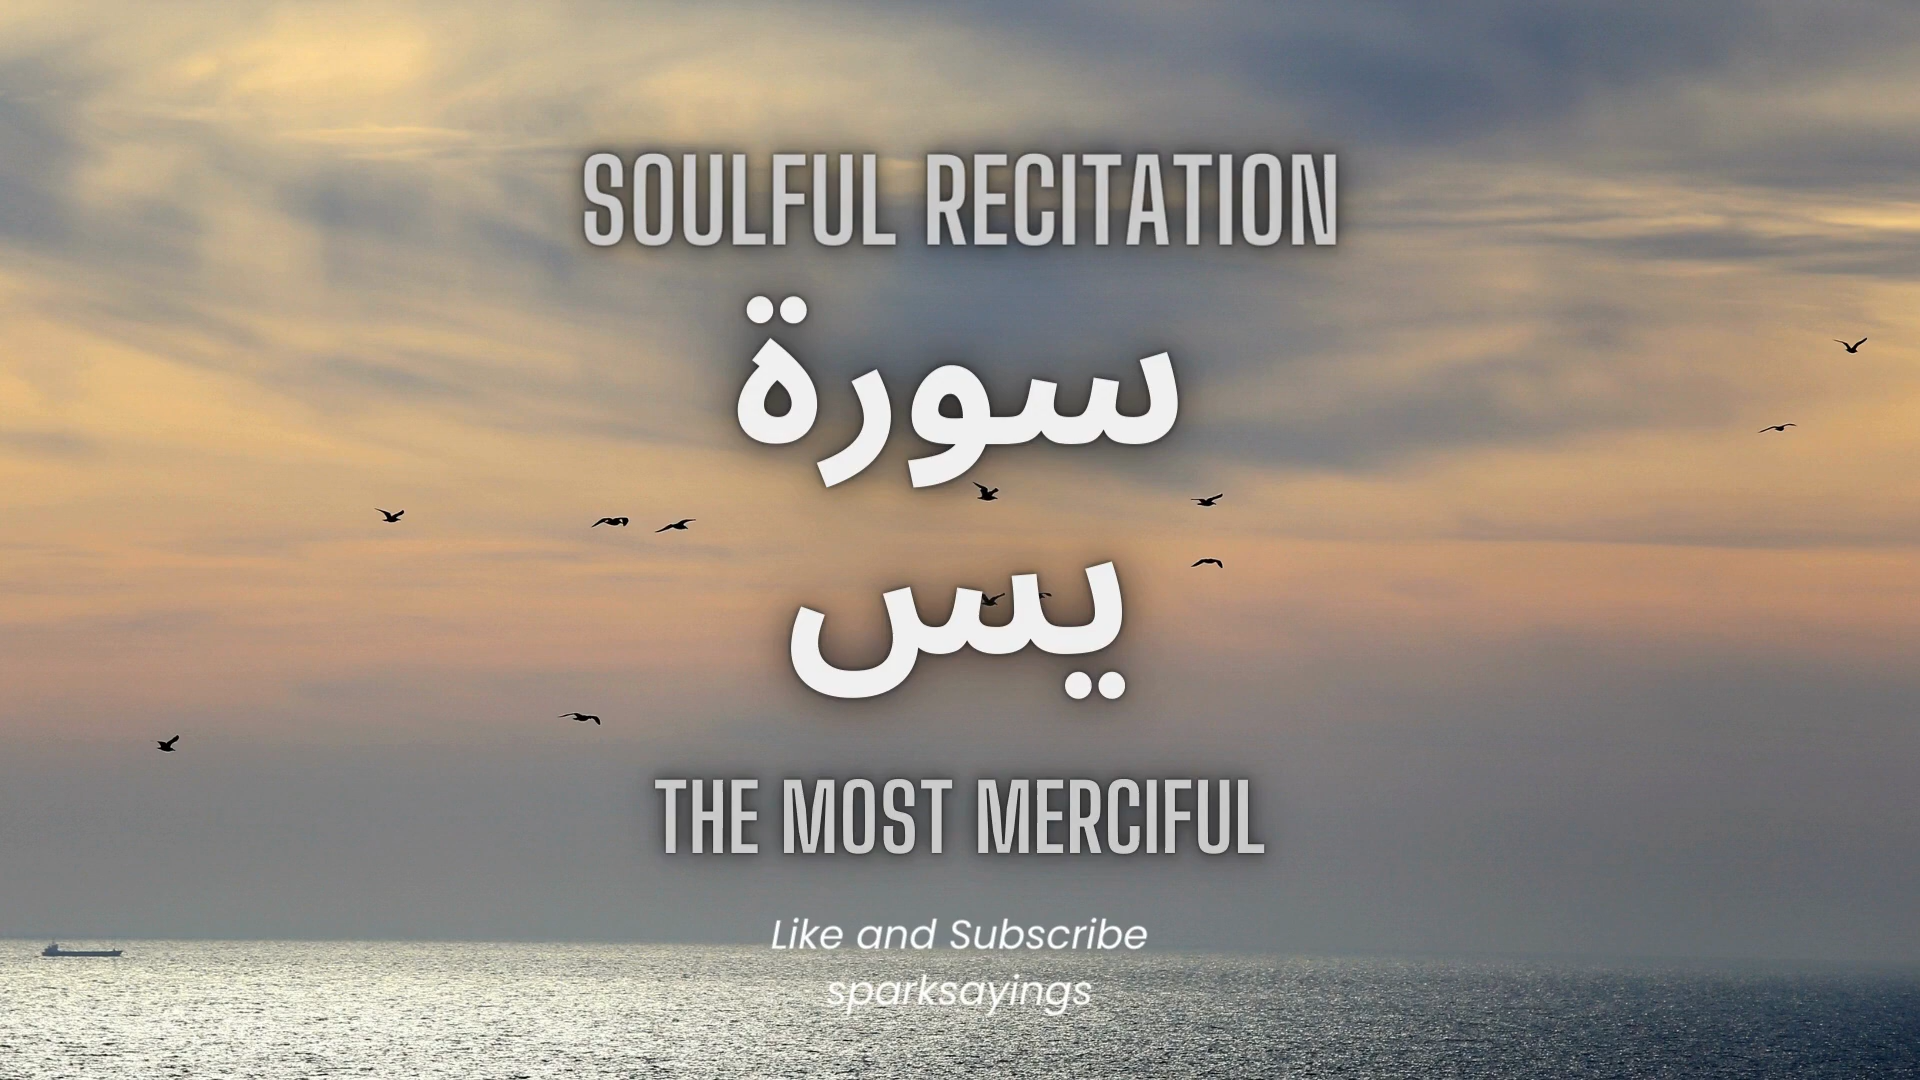 SOULFUL RECITATION
سورة
يس
THE MOST MERCIFUL
Like and Subscribe
sparksayings